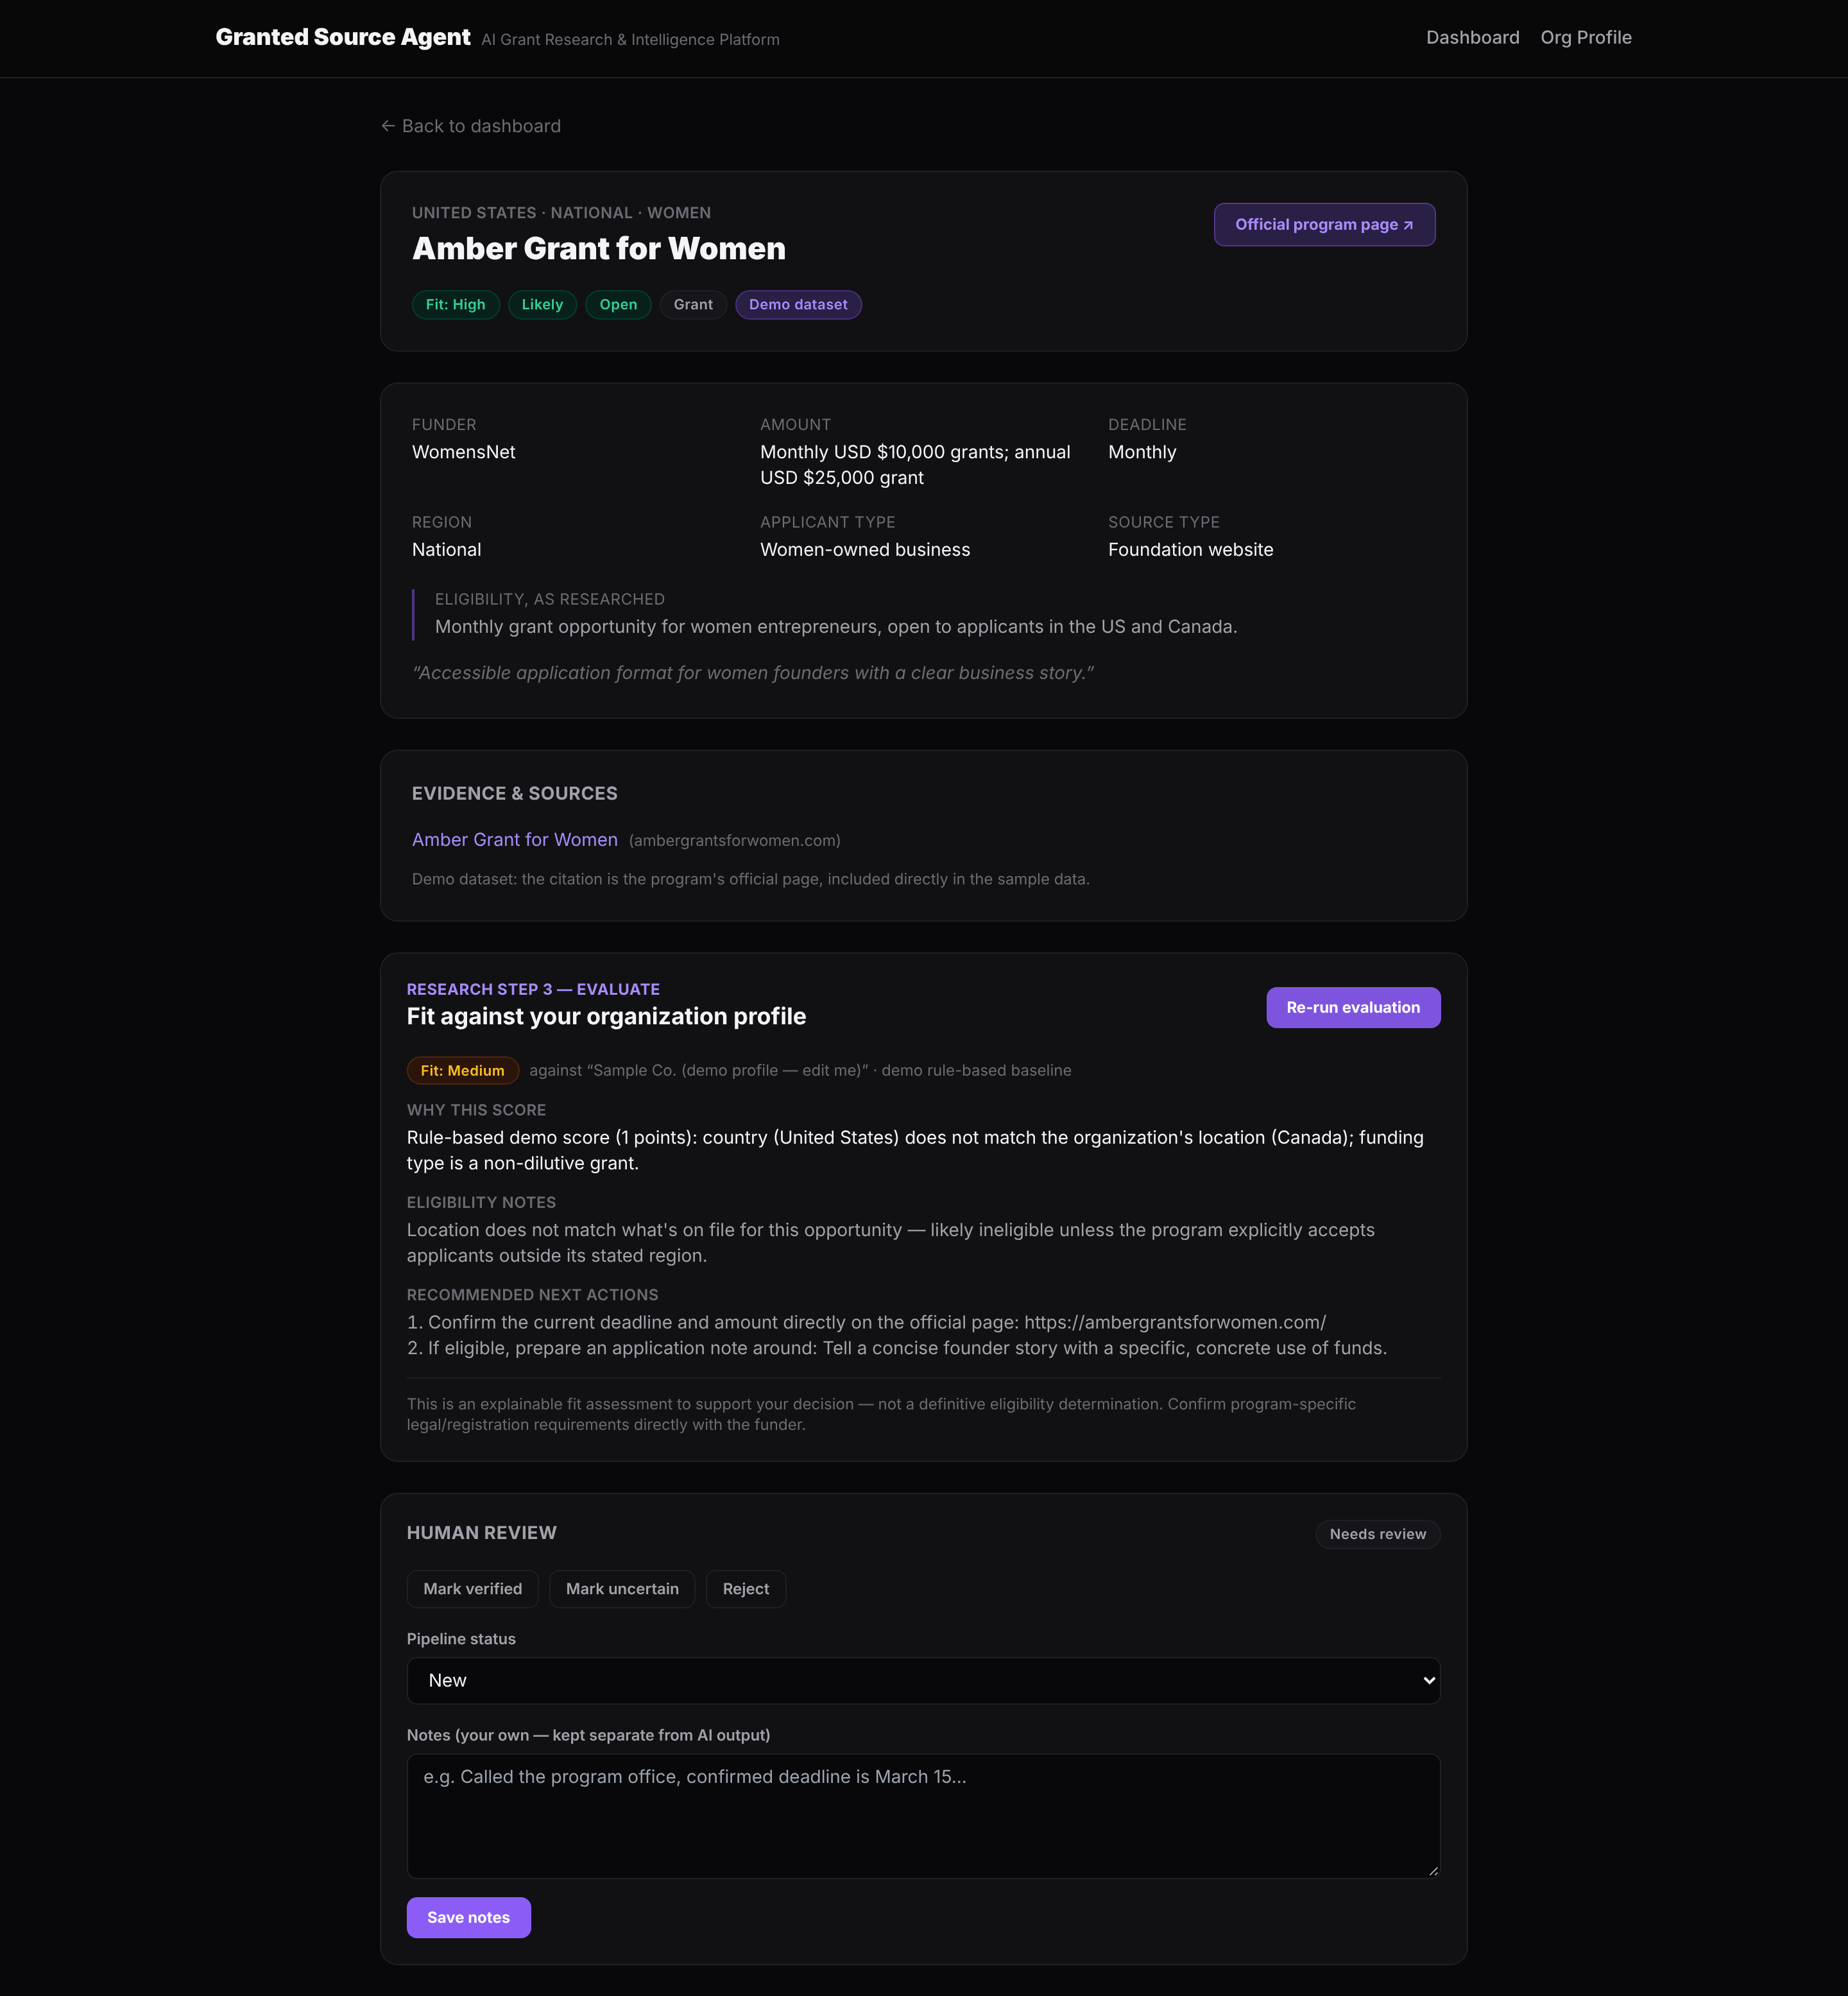 Granted Source Agent AI Grant Research & Intelligence Platform
Dashboard Org Profile
← Back to dashboard
UNITED STATES · NATIONAL · WOMEN
Official program page ↗
Amber Grant for Women
Fit: High Likely Open Grant Demo dataset
FUNDER
WomensNet
AMOUNT
Monthly USD $10,000 grants; annual
USD $25,000 grant
DEADLINE
Monthly
REGION
National
APPLICANT TYPE
Women-owned business
SOURCE TYPE
Foundation website
ELIGIBILITY, AS RESEARCHED
Monthly grant opportunity for women entrepreneurs, open to applicants in the US and Canada.
“Accessible application format for women founders with a clear business story.”
EVIDENCE & SOURCES
Amber Grant for Women (ambergrantsforwomen.com)
Demo dataset: the citation is the program's official page, included directly in the sample data.
RESEARCH STEP 3 — EVALUATE
Fit against your organization profile
Re-run evaluation
Fit: Medium against “Sample Co. (demo profile — edit me)” · demo rule-based baseline
WHY THIS SCORE
Rule-based demo score (1 points): country (United States) does not match the organization's location (Canada); funding
type is a non-dilutive grant.
ELIGIBILITY NOTES
Location does not match what's on file for this opportunity — likely ineligible unless the program explicitly accepts
applicants outside its stated region.
RECOMMENDED NEXT ACTIONS
1. Confirm the current deadline and amount directly on the official page: https://ambergrantsforwomen.com/
2. If eligible, prepare an application note around: Tell a concise founder story with a specific, concrete use of funds.
This is an explainable fit assessment to support your decision — not a definitive eligibility determination. Confirm program-specific
legal/registration requirements directly with the funder.
HUMAN REVIEW
Needs review
Mark verified Mark uncertain Reject
Pipeline status
New
Notes (your own — kept separate from AI output)
e.g. Called the program office, confirmed deadline is March 15...
Save notes